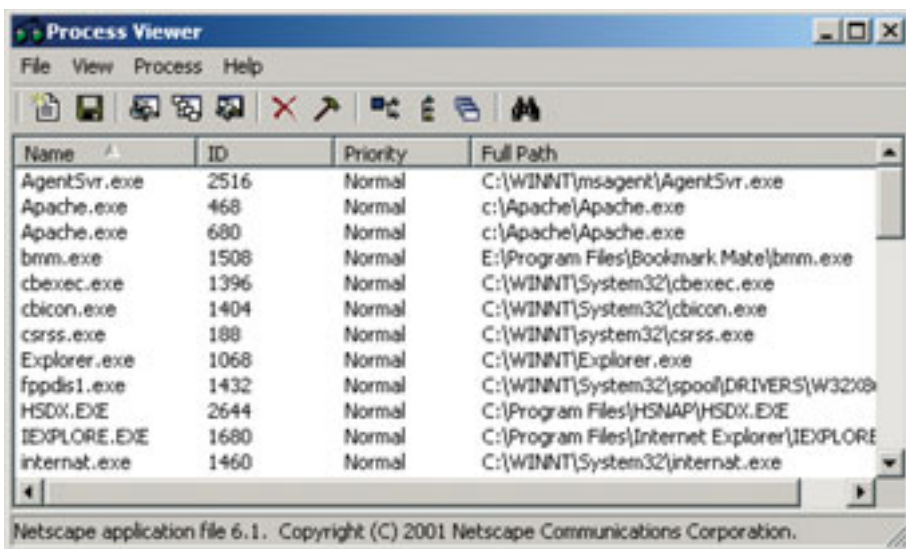 Process Viewer
File View Process Help
Name ID Priority Full Path
AgentSvr.exe 2516 Normal C:\WINNT\msagent\AgentSvr.exe
Apache.exe 468 Normal c:\Apache\Apache.exe
Apache.exe 680 Normal c:\Apache\Apache.exe
bmm.exe 1508 Normal E:\Program Files\Bookmark Mate\bmm.exe
cbexec.exe 1396 Normal C:\WINNT\System32\cbexec.exe
cbicon.exe 1404 Normal C:\WINNT\System32\cbicon.exe
csrss.exe 188 Normal C:\WINNT\system32\csrss.exe
Explorer.exe 1068 Normal C:\WINNT\Explorer.exe
fppdis1.exe 1432 Normal C:\WINNT\System32\spool\DRIVERS\W32X86
HSDX.EXE 2644 Normal C:\Program Files\HSNAP\HSDX.EXE
IEXPLORE.EXE 1680 Normal C:\Program Files\Internet Explorer\IEXPLORE
internat.exe 1460 Normal C:\WINNT\System32\internat.exe
Netscape application file 6.1. Copyright (C) 2001 Netscape Communications Corporation.